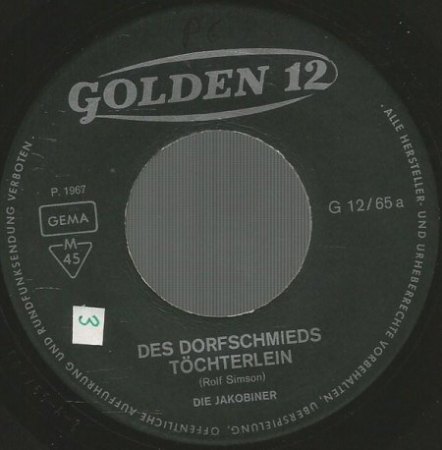 GOLDEN 12
P. 1967
GEMA
M
45
G 12/65 a
3
DES DORFSCHMIEDS
TÖCHTERLEIN
(Rolf Simson)
DIE JAKOBINER
ALLE HERSTELLER- UND URHEBERRECHTE VORBEHALTEN, ÜBERSPIELUNG, ÖFFENTLICHE AUFFÜHRUNG UND RUNDFUNKSENDUNG VERBOTEN